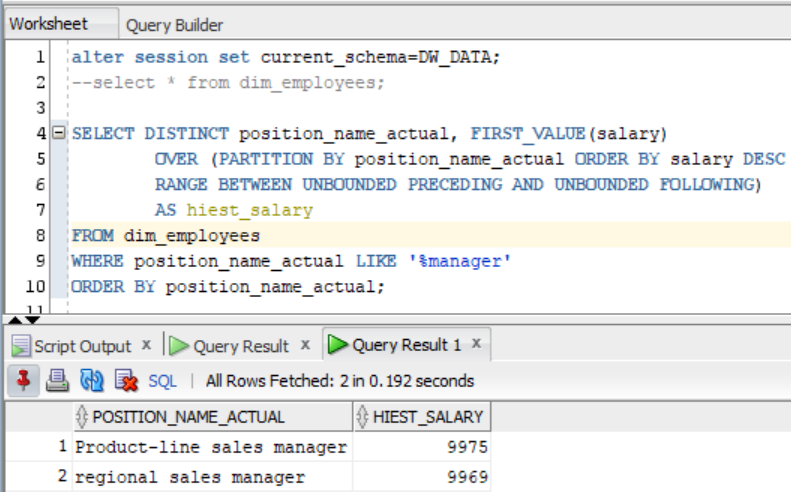 Worksheet Query Builder
1 alter session set current_schema=DW_DATA;
2 --select * from dim_employees;
3
4 SELECT DISTINCT position_name_actual, FIRST_VALUE(salary)
5 OVER (PARTITION BY position_name_actual ORDER BY salary DESC
6 RANGE BETWEEN UNBOUNDED PRECEDING AND UNBOUNDED FOLLOWING)
7 AS hiest_salary
8 FROM dim_employees
9 WHERE position_name_actual LIKE '%manager'
10 ORDER BY position_name_actual;
11
Script Output x Query Result x Query Result 1 x
SQL | All Rows Fetched: 2 in 0.192 seconds
POSITION_NAME_ACTUAL HIEST_SALARY
1 Product-line sales manager 9975
2 regional sales manager 9969